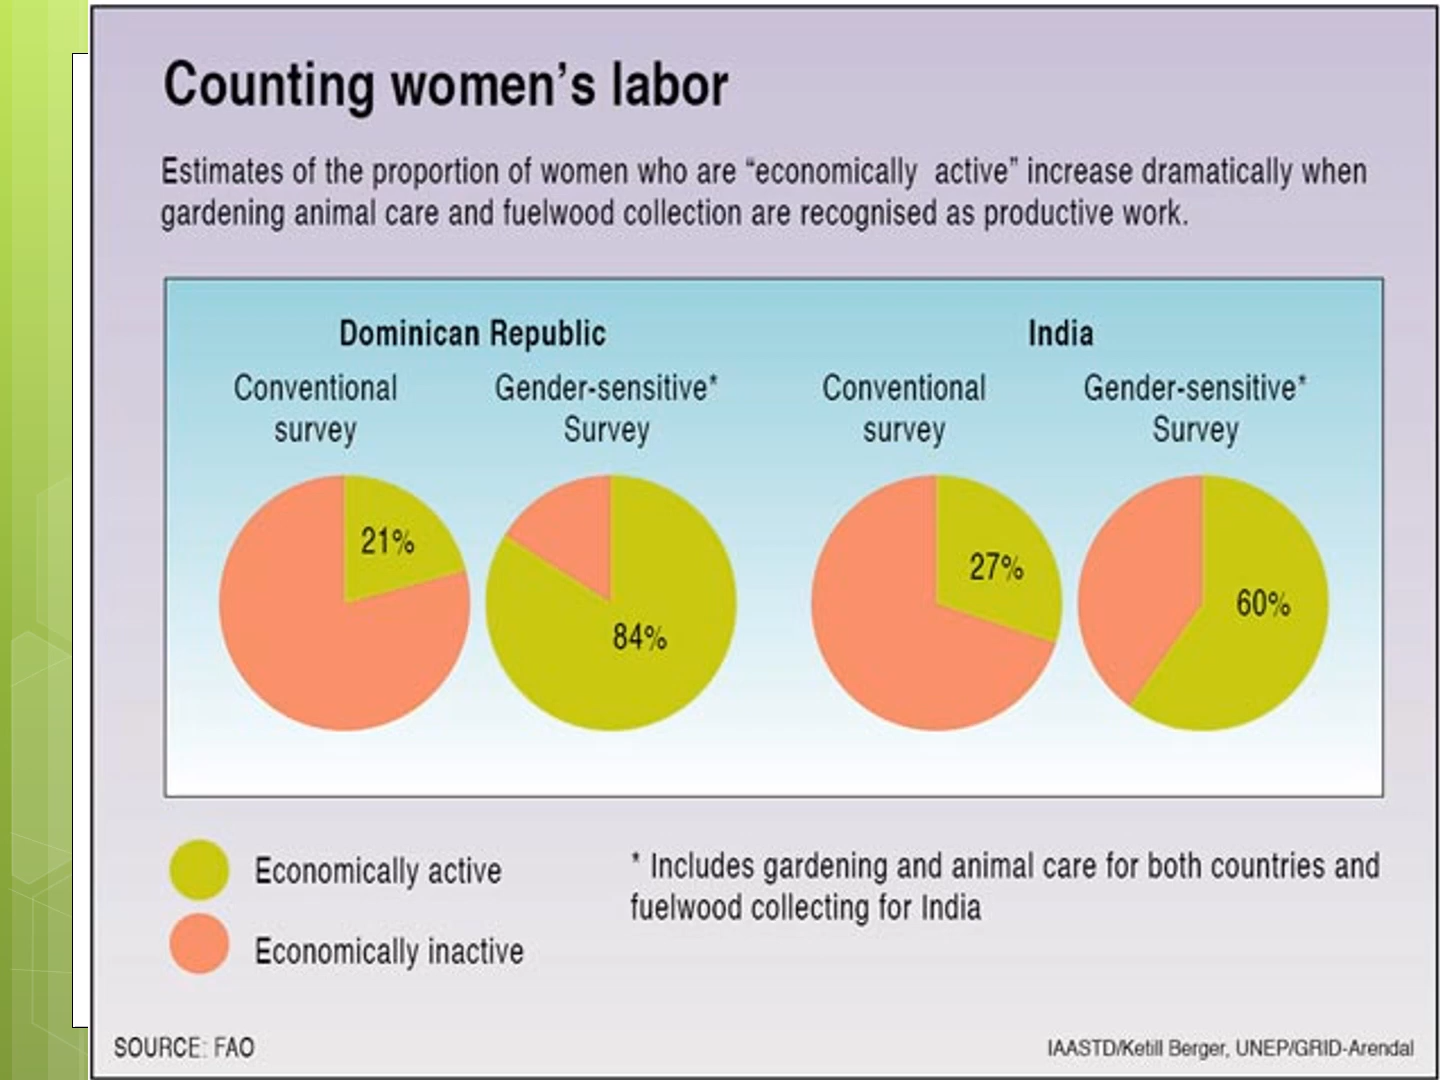 Counting women’s labor
Estimates of the proportion of women who are “economically  active” increase dramatically when
gardening animal care and fuelwood collection are recognised as productive work.
Dominican Republic
Conventional
survey
Gender-sensitive*
Survey
21%
84%
India
Conventional
survey
Gender-sensitive*
Survey
27%
60%
Economically active
Economically inactive
* Includes gardening and animal care for both countries and
fuelwood collecting for India
SOURCE: FAO
IAASTD/Ketill Berger, UNEP/GRID-Arendal